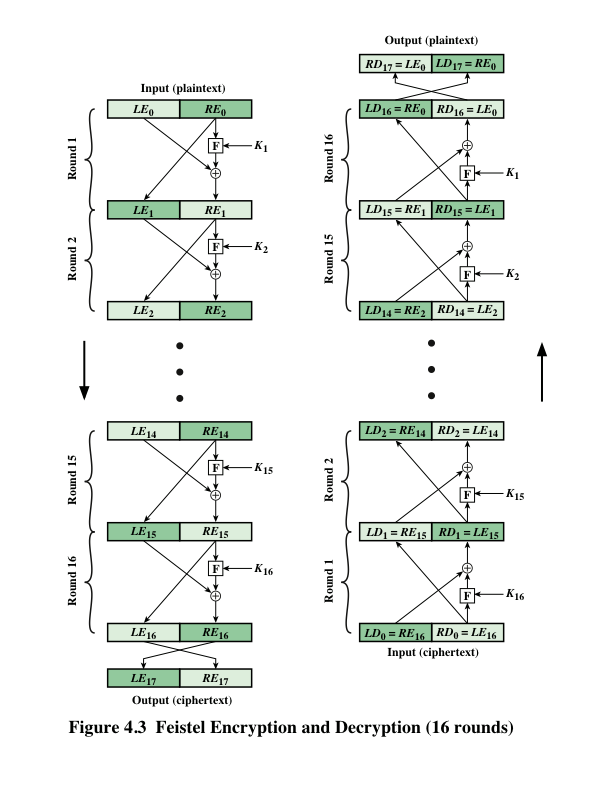 Output (plaintext)
RD17 = LE0 LD17 = RE0
Input (plaintext)
LE0 RE0
LD16 = RE0 RD16 = LE0
Round 1
F
K1
Round 16
F
K1
LE1 RE1
LD15 = RE1 RD15 = LE1
Round 2
F
K2
Round 15
F
K2
LE2 RE2
LD14 = RE2 RD14 = LE2
LE14 RE14
LD2 = RE14 RD2 = LE14
Round 15
F
K15
Round 2
F
K15
LE15 RE15
LD1 = RE15 RD1 = LE15
Round 16
F
K16
Round 1
F
K16
LE16 RE16
LD0 = RE16 RD0 = LE16
Input (ciphertext)
LE17 RE17
Output (ciphertext)
Figure 4.3 Feistel Encryption and Decryption (16 rounds)